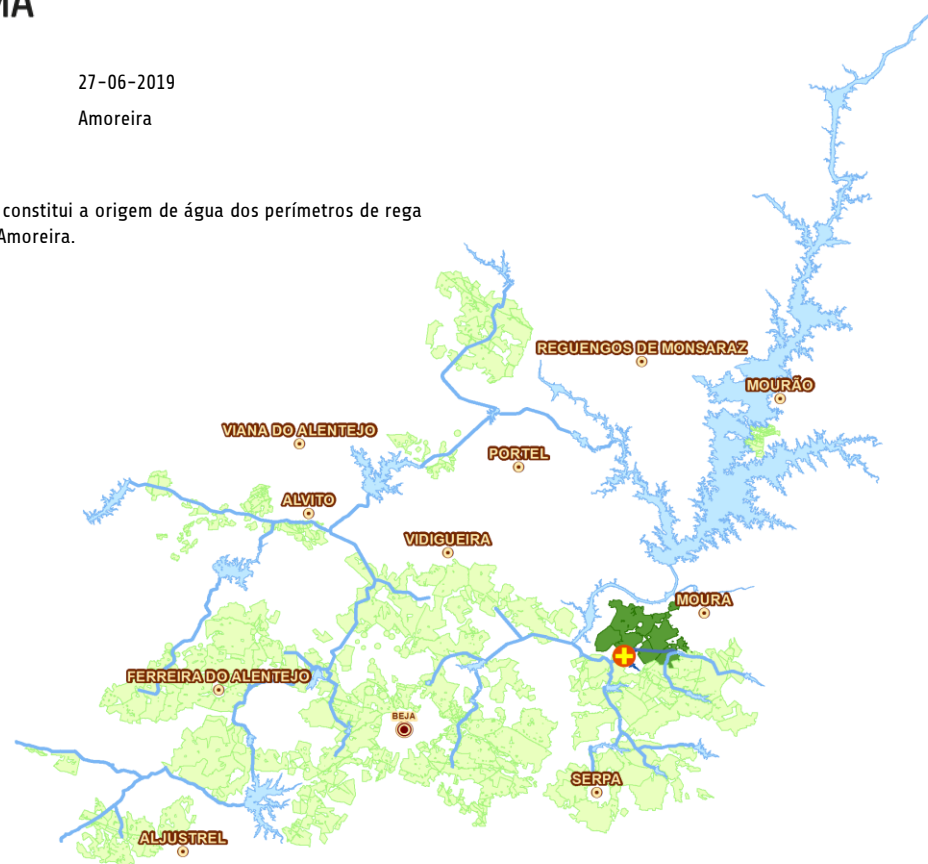 MA
27-06-2019
Amoreira
constitui a origem de água dos perímetros de rega
Amoreira.
REGUENGOS DE MONSARAZ
MOURÃO
VIANA DO ALENTEJO
PORTEL
ALVITO
VIDIGUEIRA
MOURA
FERREIRA DO ALENTEJO
BEJA
SERPA
ALJUSTREL